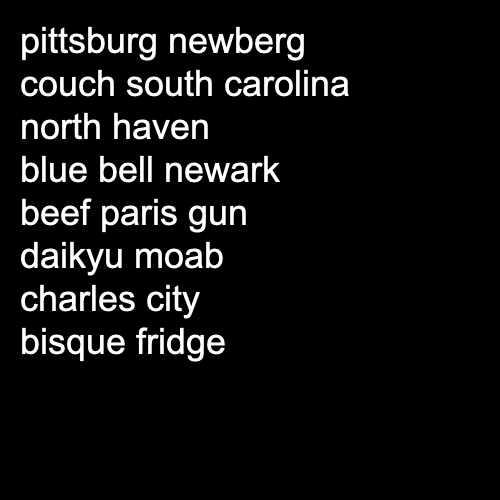 pittsburg newberg
couch south carolina
north haven
blue bell newark
beef paris gun
daikyu moab
charles city
bisque fridge